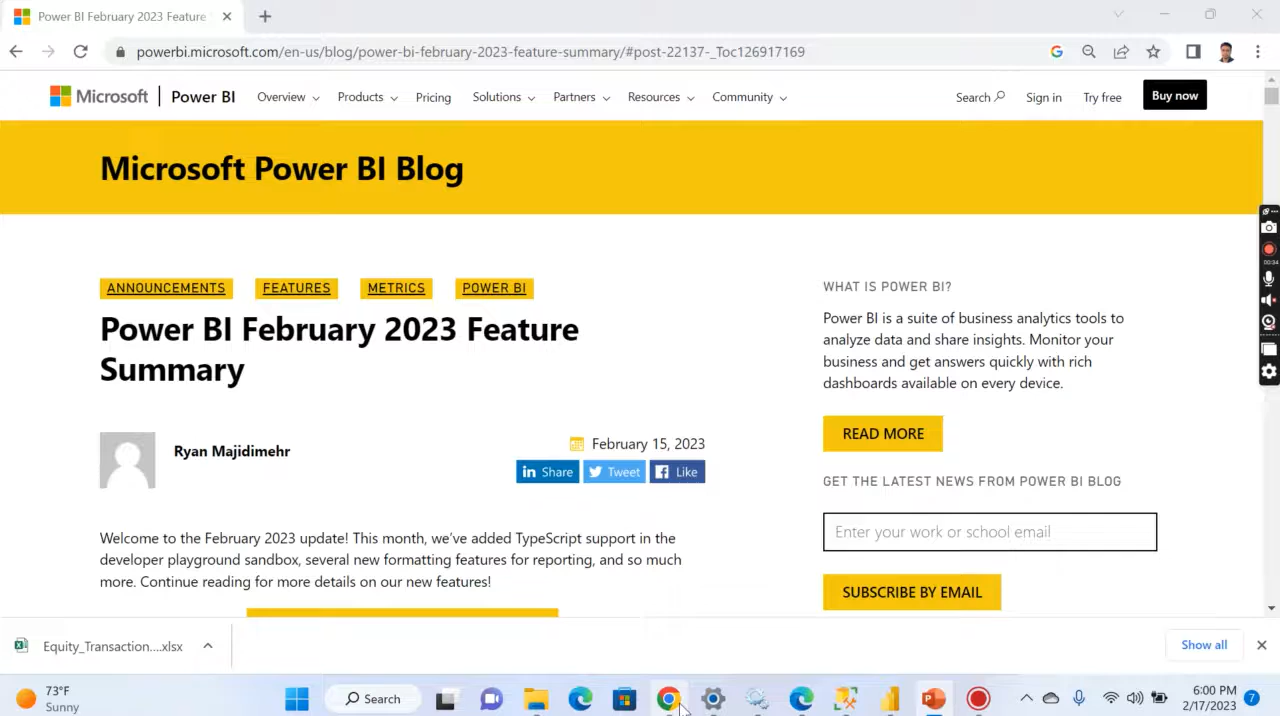 Power BI February 2023 Feature
powerbi.microsoft.com/en-us/blog/power-bi-february-2023-feature-summary/#post-22137-_Toc126917169
Microsoft Power BI Overview Products Pricing Solutions Partners Resources Community Search Sign in Try free Buy now
Microsoft Power BI Blog
ANNOUNCEMENTS FEATURES METRICS POWER BI
Power BI February 2023 Feature
Summary
Ryan Majidimehr
February 15, 2023
Share Tweet Like
Welcome to the February 2023 update! This month, we've added TypeScript support in the
developer playground sandbox, several new formatting features for reporting, and so much
more. Continue reading for more details on our new features!
WHAT IS POWER BI?
Power BI is a suite of business analytics tools to
analyze data and share insights. Monitor your
business and get answers quickly with rich
dashboards available on every device.
READ MORE
GET THE LATEST NEWS FROM POWER BI BLOG
Enter your work or school email
SUBSCRIBE BY EMAIL
00:34
Equity_Transaction....xlsx
Show all
73°F
Sunny
Search
6:00 PM
2/17/2023
7